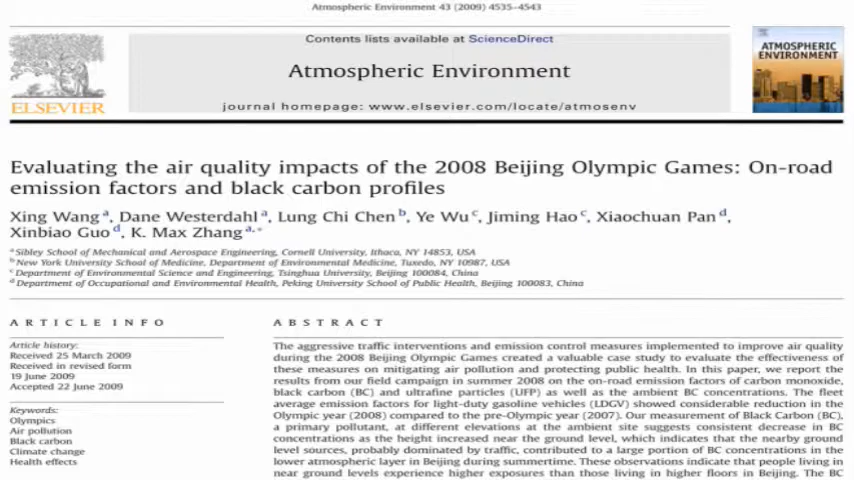 Atmospheric Environment 43 (2009) 4535–4543
Contents lists available at ScienceDirect
Atmospheric Environment
journal homepage: www.elsevier.com/locate/atmosenv
ELSEVIER
ATMOSPHERIC
ENVIRONMENT
Evaluating the air quality impacts of the 2008 Beijing Olympic Games: On-road
emission factors and black carbon profiles
Xing Wang a, Dane Westerdahl a, Lung Chi Chen b, Ye Wu c, Jiming Hao c, Xiaochuan Pan d,
Xinbiao Guo d, K. Max Zhang a,*
a Sibley School of Mechanical and Aerospace Engineering, Cornell University, Ithaca, NY 14853, USA
b New York University School of Medicine, Department of Environmental Medicine, Tuxedo, NY 10987, USA
c Department of Environmental Science and Engineering, Tsinghua University, Beijing 100084, China
d Department of Occupational and Environmental Health, Peking University School of Public Health, Beijing 100083, China
ARTICLE INFO
Article history:
Received 25 March 2009
Received in revised form
19 June 2009
Accepted 22 June 2009
Keywords:
Olympics
Air pollution
Black carbon
Climate change
Health effects
ABSTRACT
The aggressive traffic interventions and emission control measures implemented to improve air quality
during the 2008 Beijing Olympic Games created a valuable case study to evaluate the effectiveness of
these measures on mitigating air pollution and protecting public health. In this paper, we report the
results from our field campaign in summer 2008 on the on-road emission factors of carbon monoxide,
black carbon (BC) and ultrafine particles (UFP) as well as the ambient BC concentrations. The fleet
average emission factors for light-duty gasoline vehicles (LDGV) showed considerable reduction in the
Olympic year (2008) compared to the pre-Olympic year (2007). Our measurement of Black Carbon (BC),
a primary pollutant, at different elevations at the ambient site suggests consistent decrease in BC
concentrations as the height increased near the ground level, which indicates that the nearby ground
level sources, probably dominated by traffic, contributed to a large portion of BC concentrations in the
lower atmospheric layer in Beijing during summertime. These observations indicate that people living in
near ground levels experience higher exposures than those living in higher floors in Beijing. The BC